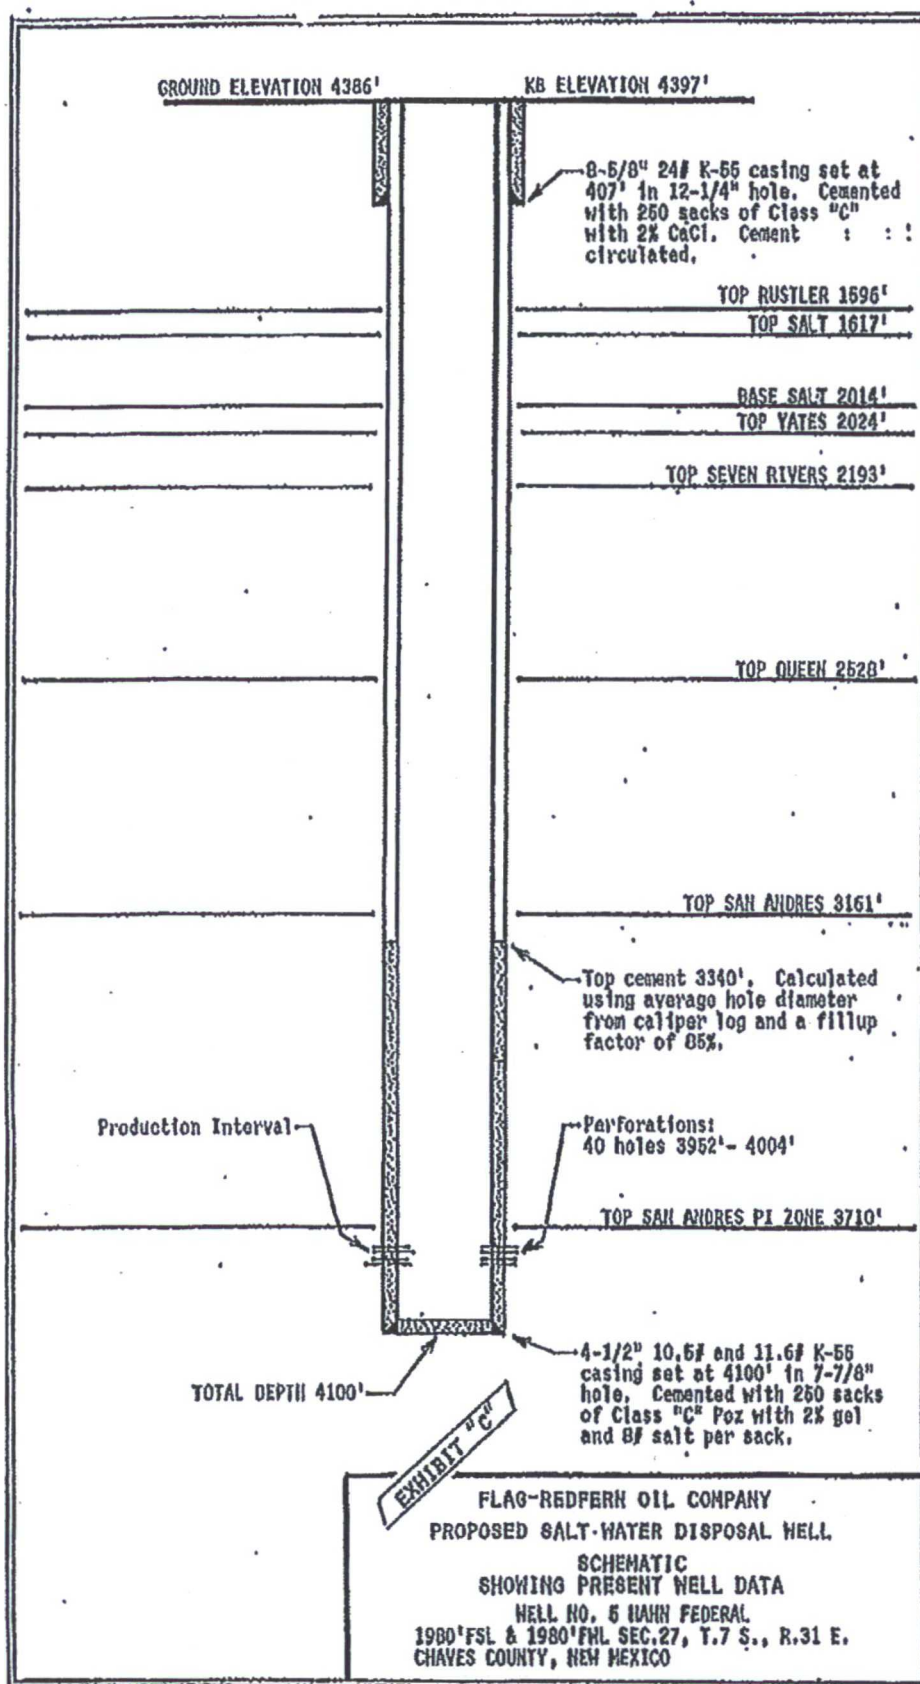 GROUND ELEVATION 4386'
KB ELEVATION 4397'
8-5/8" 24# K-55 casing set at
407' in 12-1/4" hole. Cemented
with 250 sacks of Class "C"
with 2% CaCl. Cement
circulated.
TOP RUSTLER 1596'
TOP SALT 1617'
BASE SALT 2014'
TOP YATES 2024'
TOP SEVEN RIVERS 2193'
TOP QUEEN 2628'
TOP SAN ANDRES 3161'
Top cement 3340'. Calculated
using average hole diameter
from caliper log and a fillup
factor of 85%.
Production Interval
Perforations:
40 holes 3952'- 4004'
TOP SAN ANDRES PI ZONE 3710'
4-1/2" 10.5# and 11.6# K-55
casing set at 4100' in 7-7/8"
hole. Cemented with 250 sacks
of Class "C" Poz with 2% gel
and 8# salt per sack.
TOTAL DEPTH 4100'
EXHIBIT "C"
FLAG-REDFERN OIL COMPANY
PROPOSED SALT-WATER DISPOSAL WELL
SCHEMATIC
SHOWING PRESENT WELL DATA
WELL NO. 5 HAHN FEDERAL
1980'FSL & 1980'FWL SEC.27, T.7 S., R.31 E.
CHAVES COUNTY, NEW MEXICO